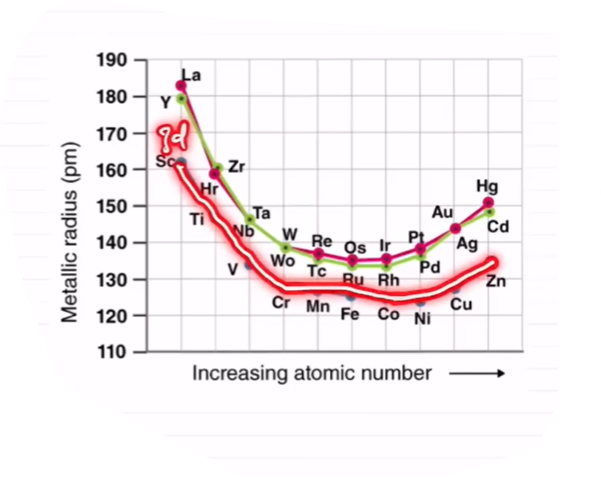 190
La
180
Y
170
3d
Sc
Zr
160
Hr
Ti
Ta
Nb
150
Hg
Au
Cd
W
Re
Os
Ir
Pt
Ag
140
Wo
Tc
Ru
Rh
Pd
V
130
Zn
Cr
Mn
Fe
Co
Ni
Cu
120
110
Metallic radius (pm)
Increasing atomic number